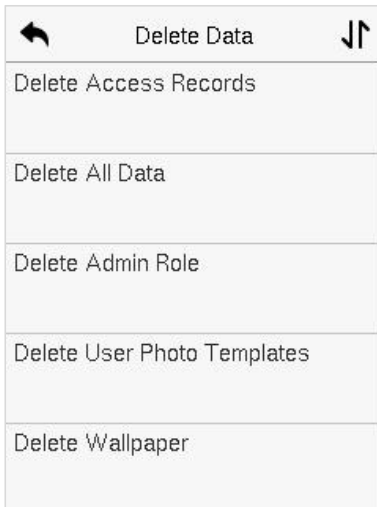 Delete Data
Delete Access Records
Delete All Data
Delete Admin Role
Delete User Photo Templates
Delete Wallpaper